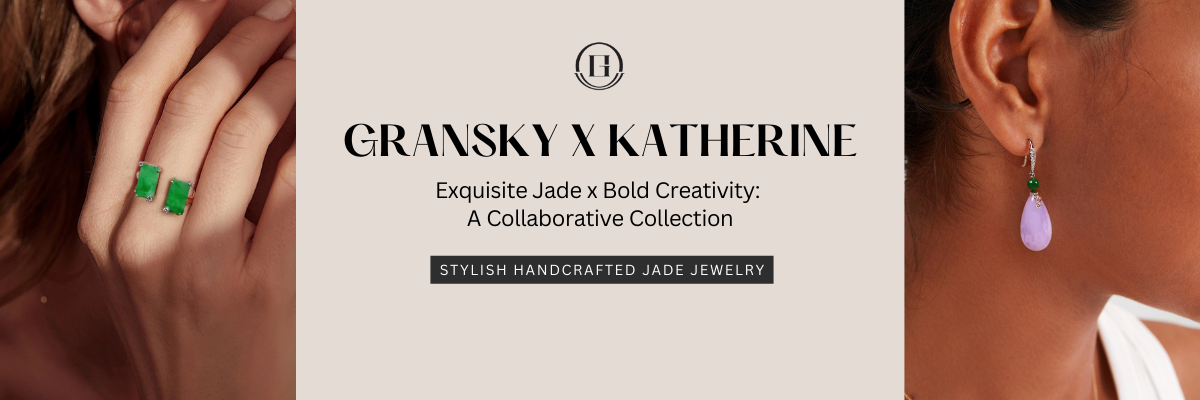 GRANSKY X KATHERINE
Exquisite Jade x Bold Creativity:
A Collaborative Collection
STYLISH HANDCRAFTED JADE JEWELRY